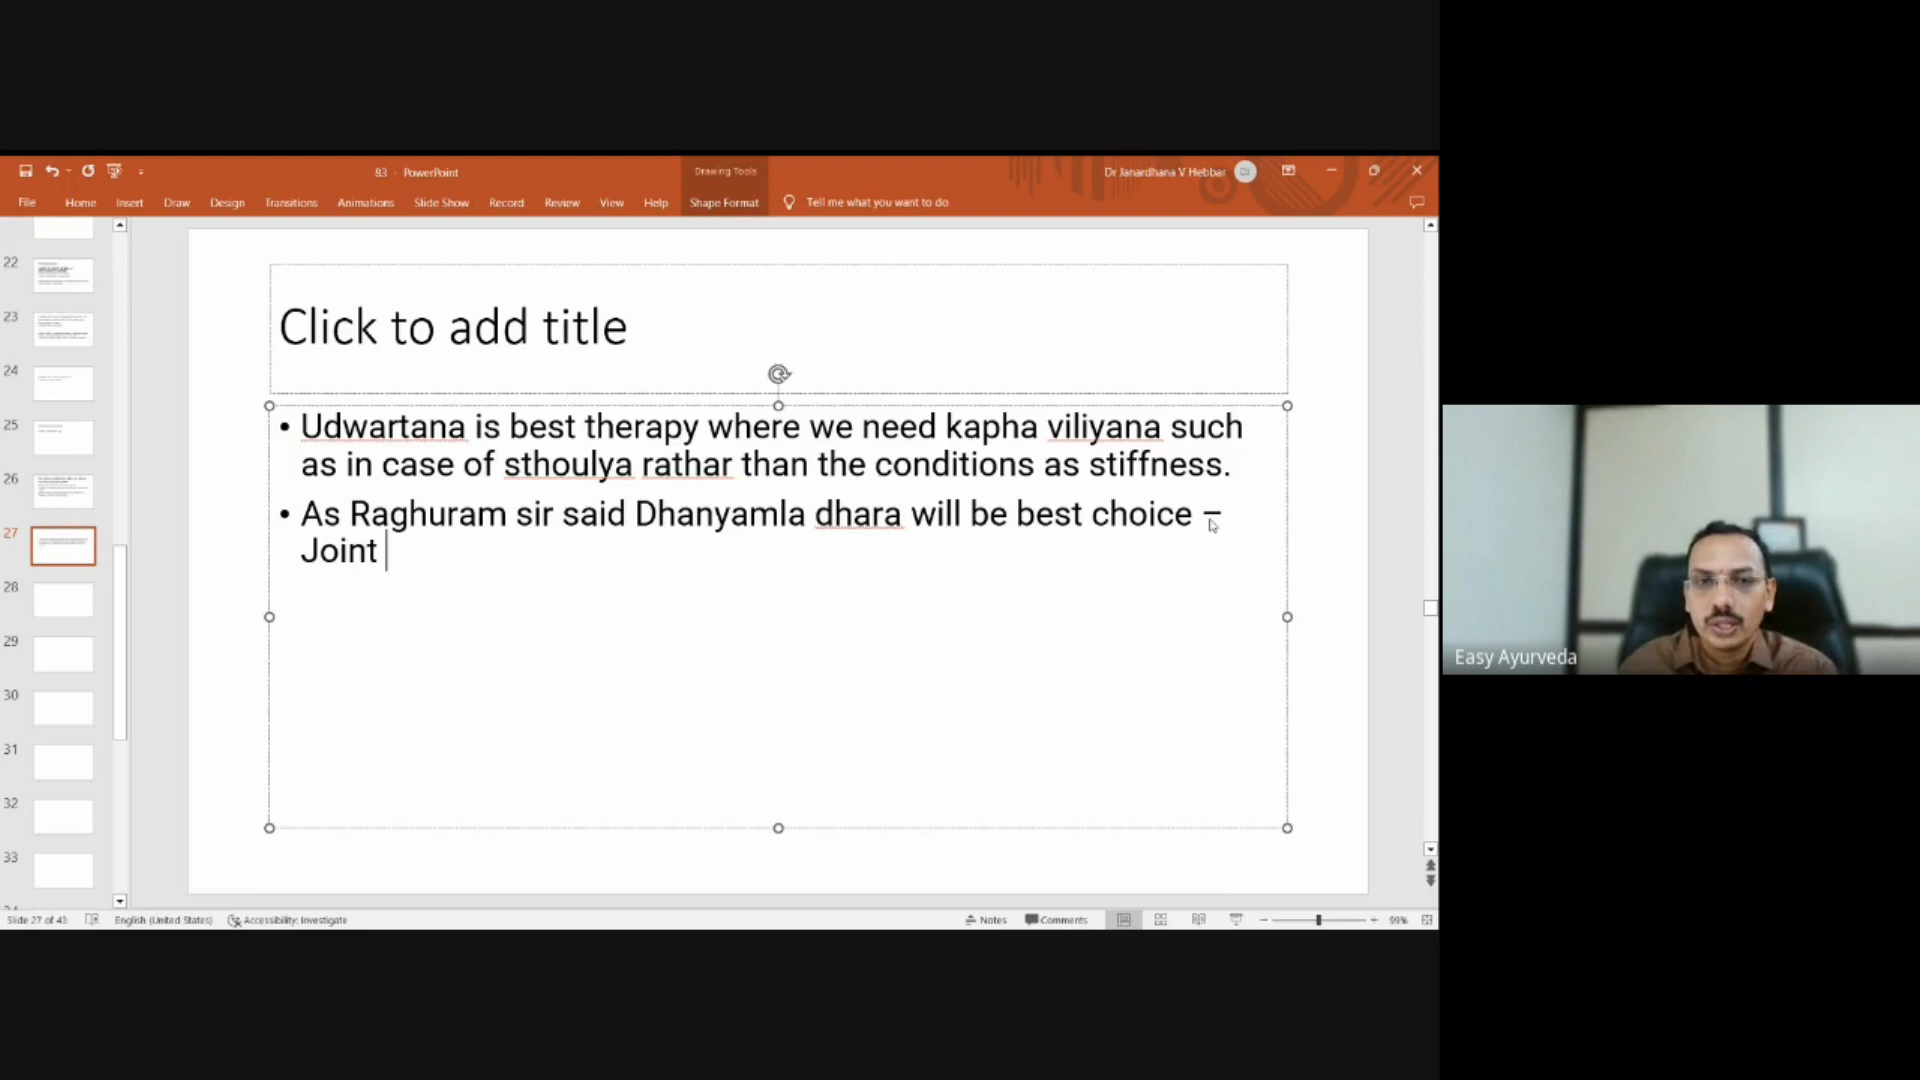 83 - PowerPoint
Drawing Tools
Dr Janardhana V Hebbar
DJ
File Home Insert Draw Design Transitions Animations Slide Show Record Review View Help Shape Format Tell me what you want to do
22
23
24
25
26
27
28
29
30
31
32
33
Click to add title
• Udwartana is best therapy where we need kapha viliyana such
as in case of sthoulya rathar than the conditions as stiffness.
• As Raghuram sir said Dhanyamla dhara will be best choice –
Joint
Easy Ayurveda
Slide 27 of 43 English (United States) Accessibility: Investigate Notes Comments 99%